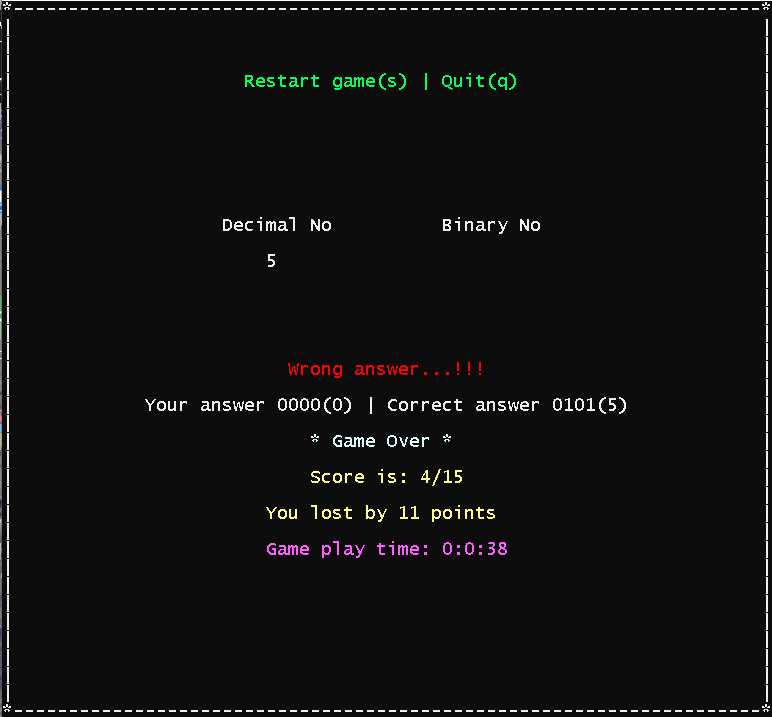 Restart game(s) | Quit(q)
Decimal No Binary No
5
Wrong answer...!!!
Your answer 0000(0) | Correct answer 0101(5)
* Game Over *
Score is: 4/15
You lost by 11 points
Game play time: 0:0:38